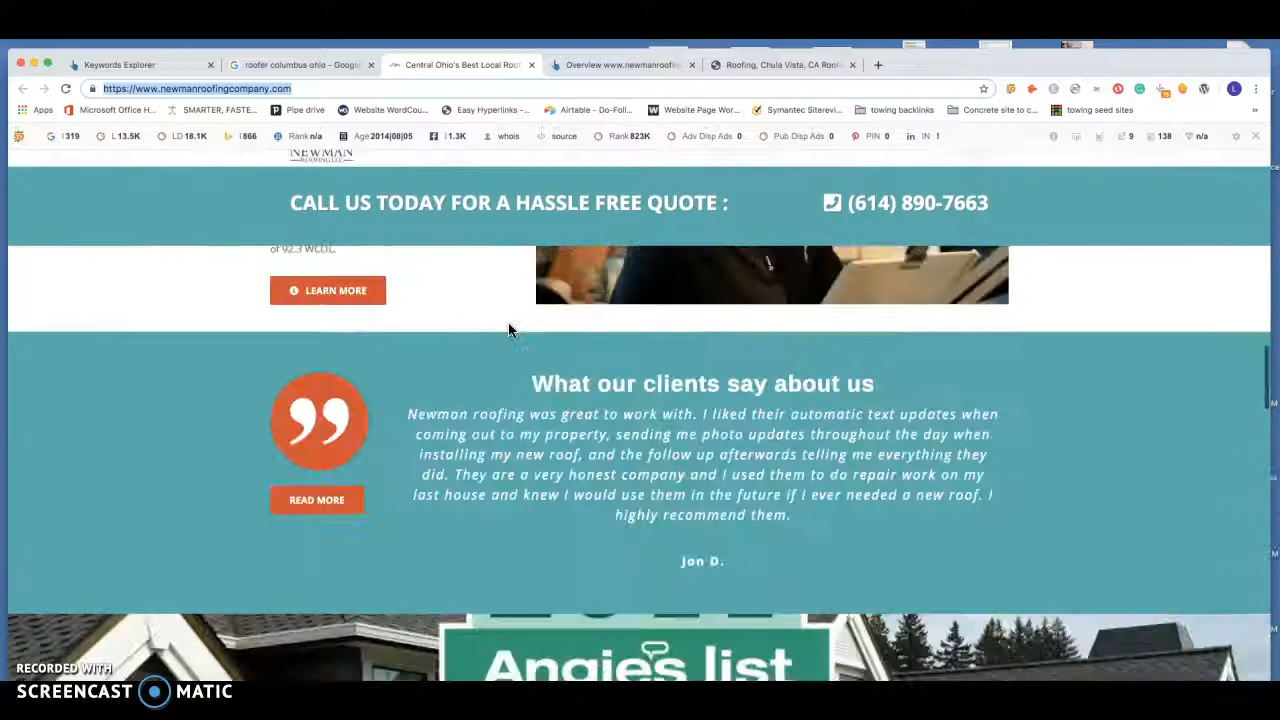 Keywords Explorer
roofer columbus ohio - Google
Central Ohio's Best Local Roof
Overview www.newmanroofing
Roofing, Chula Vista, CA Roofi
https://www.newmanroofingcompany.com
Apps
Microsoft Office H...
SMARTER, FASTE...
Pipe drive
Website WordCou...
Easy Hyperlinks -...
Airtable - Do-Foll...
Website Page Wor...
Symantec Siterevi...
towing backlinks
Concrete site to c...
towing seed sites
I 319
L 13.5K
LD 18.1K
I 866
Rank n/a
Age 2014|08|05
I 1.3K
whois
source
Rank 823K
Adv Disp Ads 0
Pub Disp Ads 0
PIN 0
IN !
9
138
n/a
NEWMAN
ROOFING LLC
CALL US TODAY FOR A HASSLE FREE QUOTE :
(614) 890-7663
of 92.3 WCOL.
LEARN MORE
What our clients say about us
Newman roofing was great to work with. I liked their automatic text updates when
coming out to my property, sending me photo updates throughout the day when
installing my new roof, and the follow up afterwards telling me everything they
did. They are a very honest company and I used them to do repair work on my
last house and knew I would use them in the future if I ever needed a new roof. I
highly recommend them.
READ MORE
Jon D.
Angie's list
RECORDED WITH
SCREENCAST MATIC